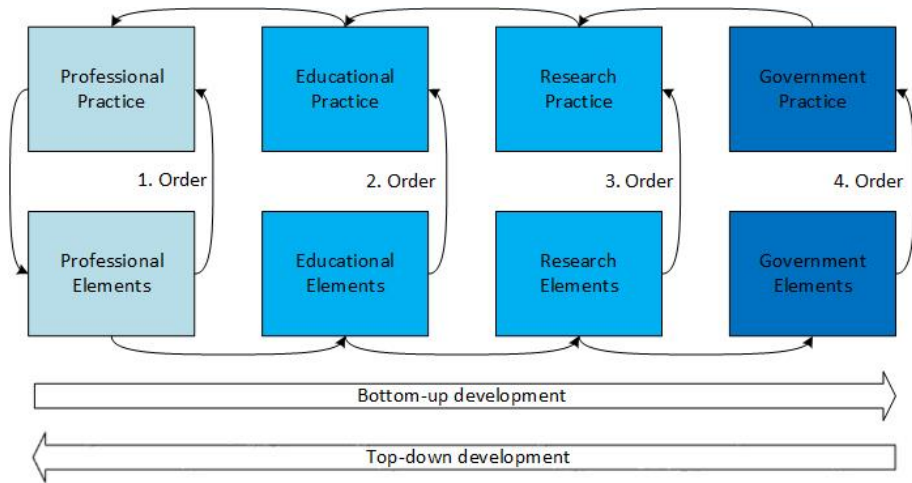 Professional
Practice
Educational
Practice
Research
Practice
Government
Practice
1. Order
2. Order
3. Order
4. Order
Professional
Elements
Educational
Elements
Research
Elements
Government
Elements
Bottom-up development
Top-down development